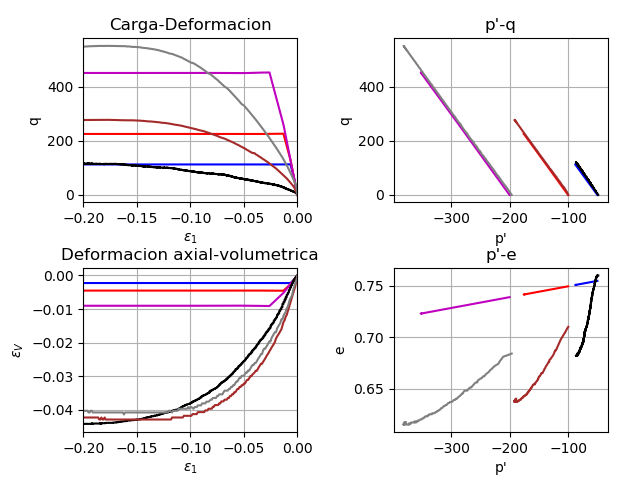 Carga-Deformacion
q
400
200
0
−0.20 −0.15 −0.10 −0.05 0.00
ε₁
p'-q
q
400
200
0
−300 −200 −100
p'
Deformacion axial-volumetrica
ε_V
0.00
−0.01
−0.02
−0.03
−0.04
−0.20 −0.15 −0.10 −0.05 0.00
ε₁
p'-e
e
0.75
0.70
0.65
−300 −200 −100
p'